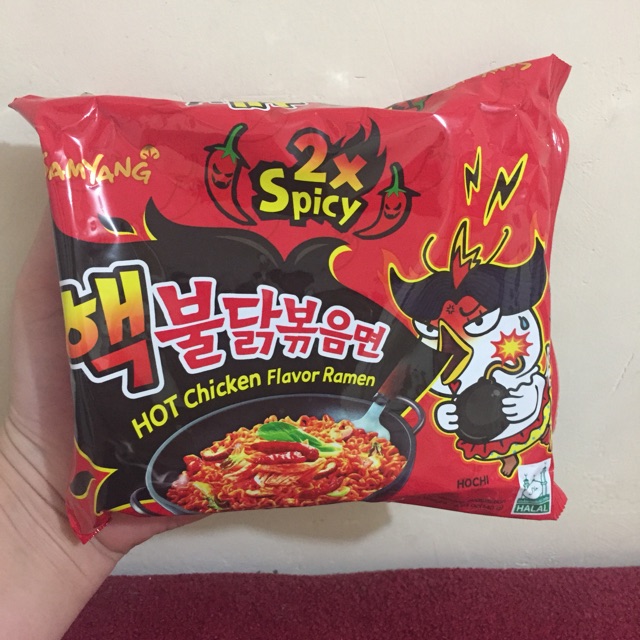 SAMYANG
2x
Spicy
핵불닭볶음면
HOT Chicken Flavor Ramen
HOCHI
HALAL